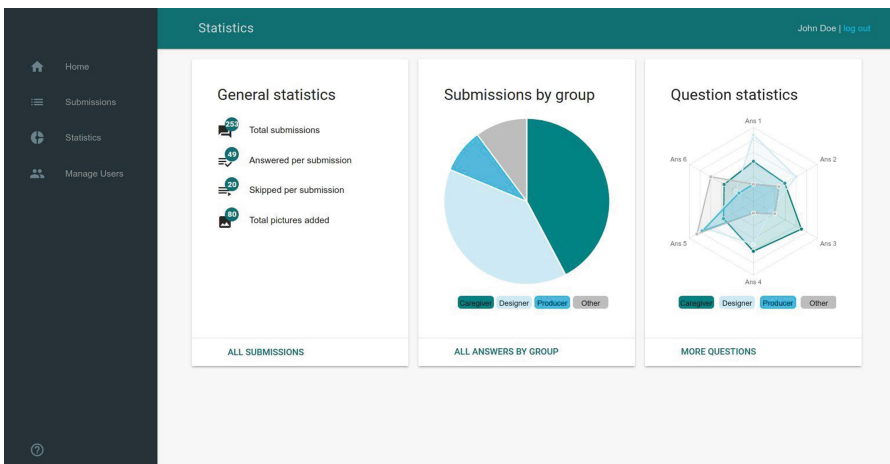 Statistics
John Doe | log out
Home
Submissions
Statistics
Manage Users
General statistics
253
Total submissions
49
Answered per submission
20
Skipped per submission
80
Total pictures added
ALL SUBMISSIONS
Submissions by group
Caregiver Designer Producer Other
ALL ANSWERS BY GROUP
Question statistics
Ans 1
Ans 2
Ans 3
Ans 4
Ans 5
Ans 6
Caregiver Designer Producer Other
MORE QUESTIONS